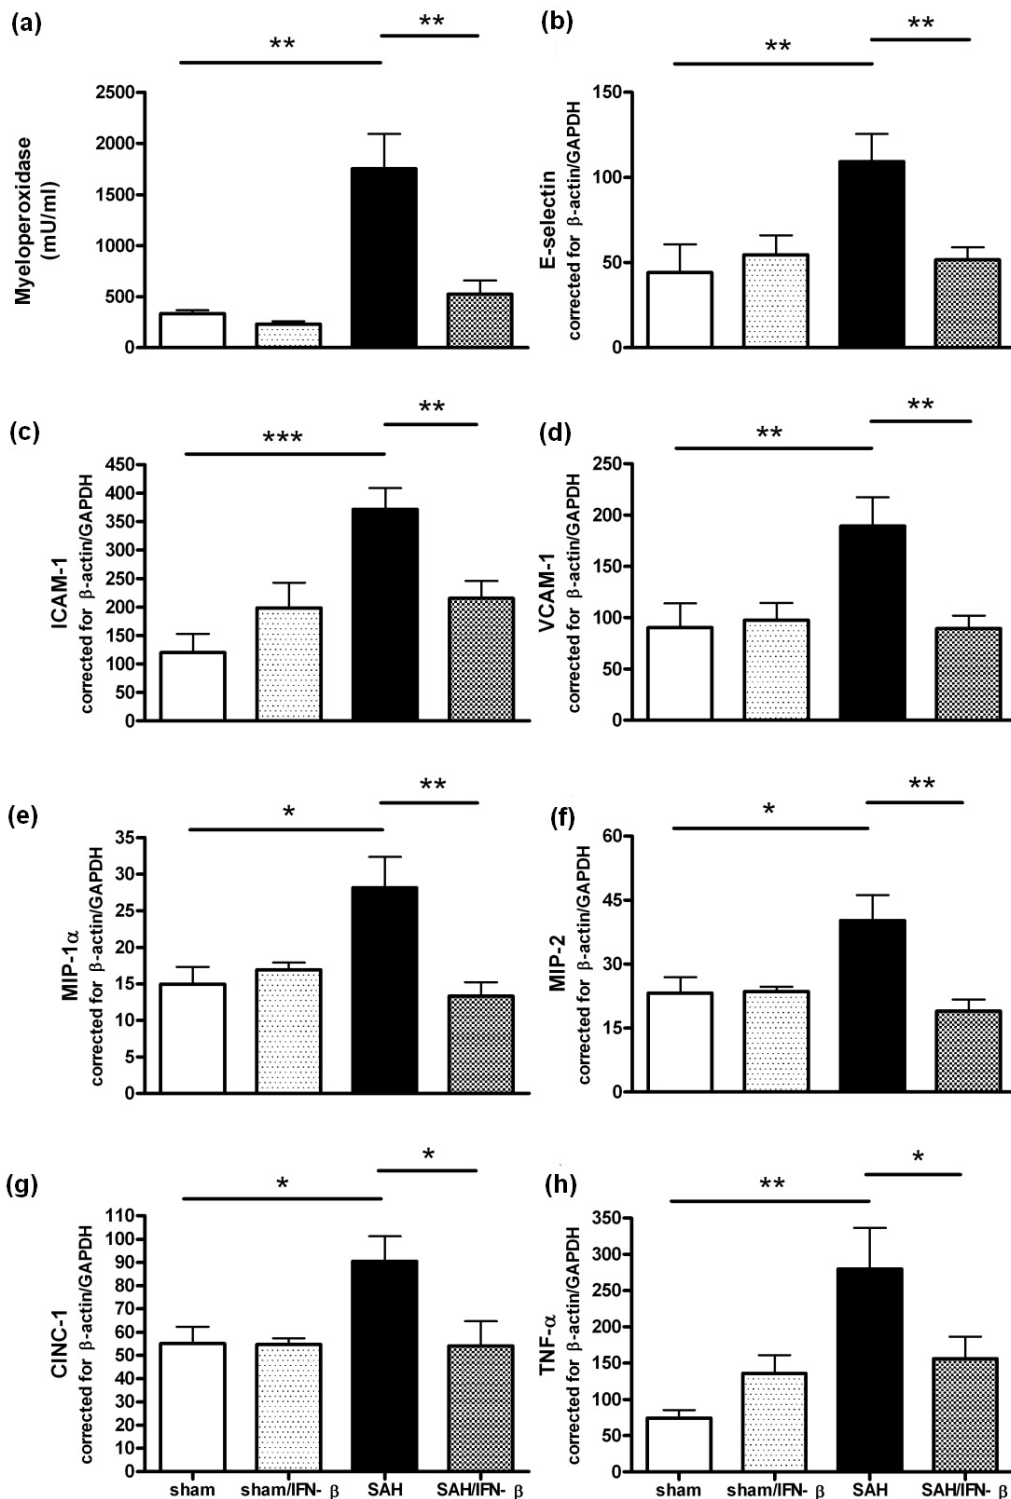 (a)
**
**
Myeloperoxidase
(mU/ml)
2500
2000
1500
1000
500
0
(b)
**
**
E-selectin
corrected for β-actin/GAPDH
150
100
50
0
(c)
***
**
ICAM-1
corrected for β-actin/GAPDH
450
400
350
300
250
200
150
100
50
0
(d)
**
**
VCAM-1
corrected for β-actin/GAPDH
250
200
150
100
50
0
(e)
*
**
MIP-1α
corrected for β-actin/GAPDH
35
30
25
20
15
10
5
0
(f)
*
**
MIP-2
corrected for β-actin/GAPDH
60
45
30
15
0
(g)
*
*
CINC-1
corrected for β-actin/GAPDH
110
100
90
80
70
60
50
40
30
20
10
0
sham sham/IFN- β SAH SAH/IFN- β
(h)
**
*
TNF-α
corrected for β-actin/GAPDH
350
300
250
200
150
100
50
0
sham sham/IFN- β SAH SAH/IFN- β